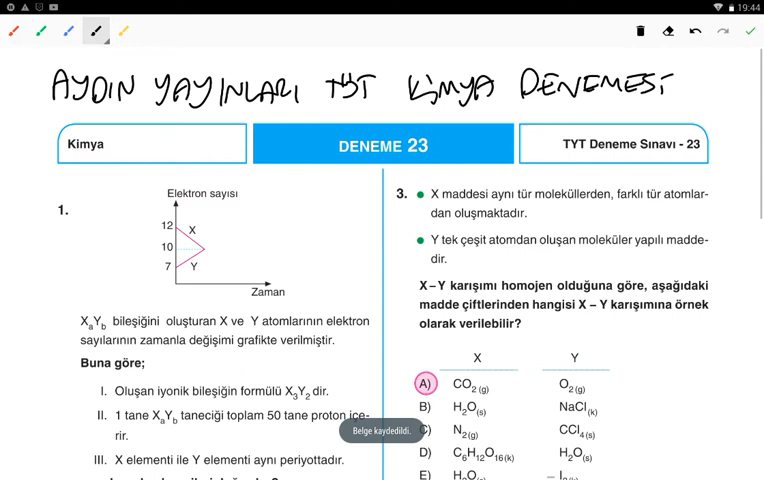 19:44
AYDIN YAYINLARI TYT KİMYA DENEMESİ
Kimya
DENEME 23
TYT Deneme Sınavı - 23
1.
Elektron sayısı
12
X
10
7
Y
Zaman
XaYb bileşiğini oluşturan X ve Y atomlarının elektron
sayılarının zamanla değişimi grafikte verilmiştir.
Buna göre;
I. Oluşan iyonik bileşiğin formülü X3Y2 dir.
II. 1 tane XaYb taneciği toplam 50 tane proton içe-
rir.
III. X elementi ile Y elementi aynı periyottadır.
3. X maddesi aynı tür moleküllerden, farklı tür atomlar-
dan oluşmaktadır.
Y tek çeşit atomdan oluşan moleküler yapılı madde-
dir.
X – Y karışımı homojen olduğuna göre, aşağıdaki
madde çiftlerinden hangisi X – Y karışımına örnek
olarak verilebilir?
X Y
A) CO2(g) O2(g)
B) H2O(s) NaCl(k)
C) N2(g) CCl4(s)
D) C6H12O16(k) H2O(s)
E) H2O(s) – I2(k)
Belge kaydedildi.